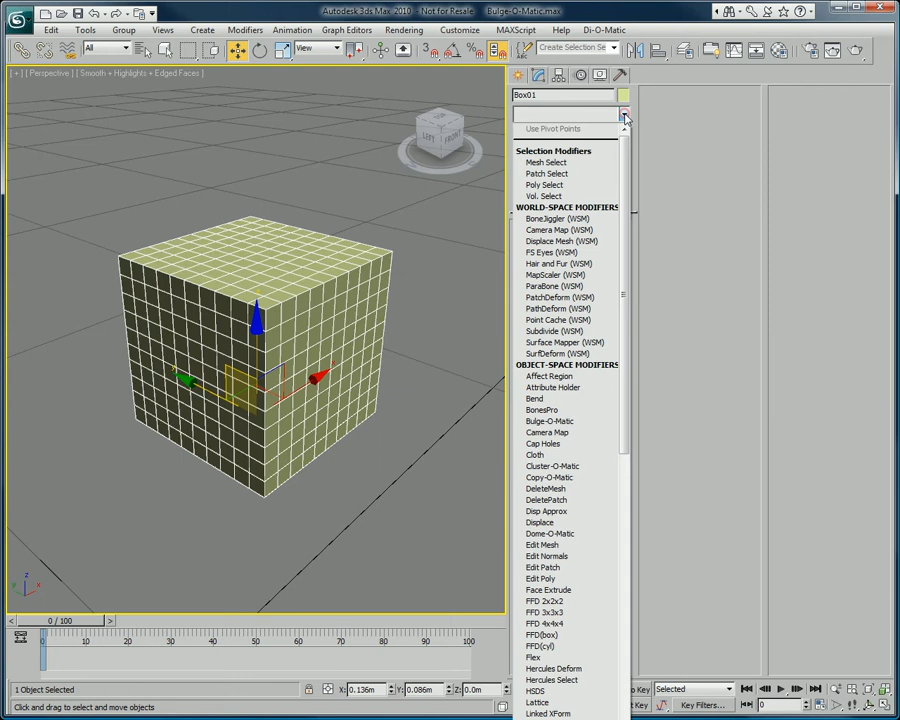 Autodesk 3ds Max 2010 - Not for Resale    Bulge-O-Matic.max
Edit Tools Group Views Create Modifiers Animation Graph Editors Rendering Customize MAXScript Di-O-Matic
All View 3 Create Selection Se
[ + ] [ Perspective ] [ Smooth + Highlights + Edged Faces ]
Box01
TOP
LEFT FRONT
Use Pivot Points
Selection Modifiers
Mesh Select
Patch Select
Poly Select
Vol. Select
WORLD-SPACE MODIFIERS
BoneJiggler (WSM)
Camera Map (WSM)
Displace Mesh (WSM)
FS Eyes (WSM)
Hair and Fur (WSM)
MapScaler (WSM)
ParaBone (WSM)
PatchDeform (WSM)
PathDeform (WSM)
Point Cache (WSM)
Subdivide (WSM)
Surface Mapper (WSM)
SurfDeform (WSM)
OBJECT-SPACE MODIFIERS
Affect Region
Attribute Holder
Bend
BonesPro
Bulge-O-Matic
Camera Map
Cap Holes
Cloth
Cluster-O-Matic
Copy-O-Matic
DeleteMesh
DeletePatch
Disp Approx
Displace
Dome-O-Matic
Edit Mesh
Edit Normals
Edit Patch
Edit Poly
Face Extrude
FFD 2x2x2
FFD 3x3x3
FFD 4x4x4
FFD(box)
FFD(cyl)
Flex
Hercules Deform
Hercules Select
HSDS
Lattice
Linked XForm
z
x
0 / 100
0 10 20 30 40 50 60 70 80 90 100
1 Object Selected X: 0.136m Y: 0.086m Z: 0.0m
Key Selected
Click and drag to select and move objects
t Key Key Filters... 0